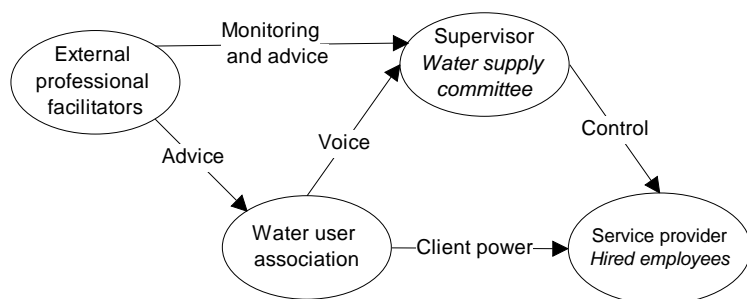 External
professional
facilitators
Monitoring
and advice
Supervisor
Water supply
committee
Advice
Voice
Control
Water user
association
Client power
Service provider
Hired employees